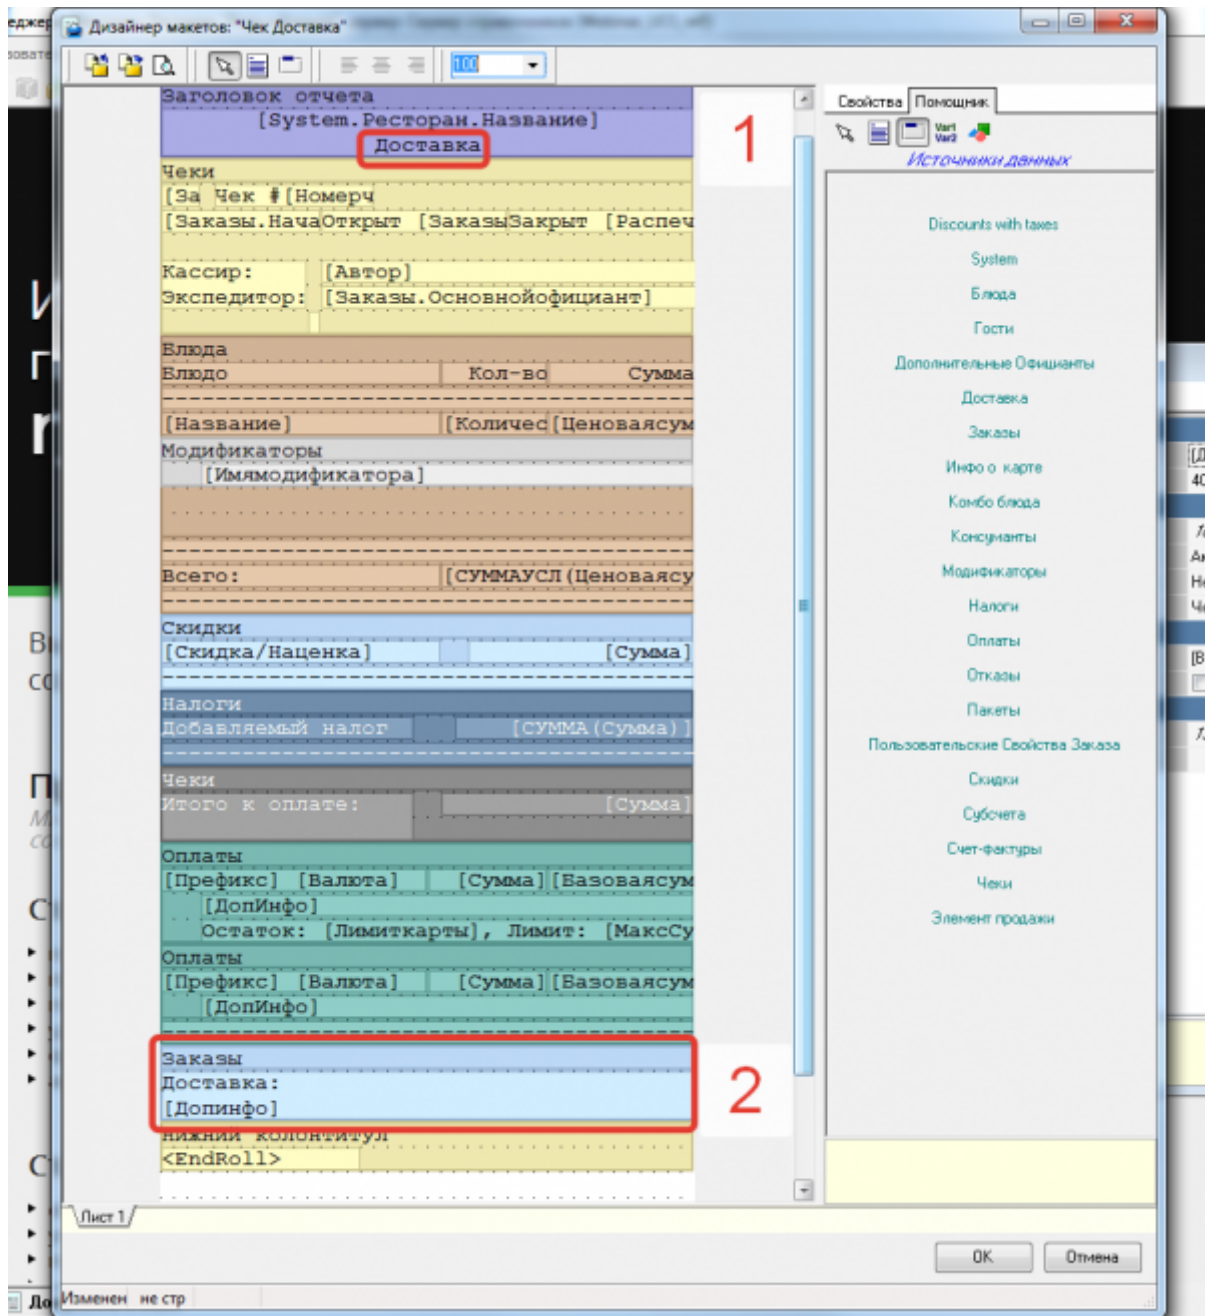 Дизайнер макетов: "Чек Доставка"
100
Заголовок отчета
[System.Ресторан.Название]
Доставка
1
Чеки
[За Чек #[Номерч
[Заказы.НачаОткрыт [ЗаказыЗакрыт [Распеч
Кассир: [Автор]
Экспедитор: [Заказы.Основнойофициант]
Блюда
Блюдо Кол-во Сумма
[Название] [Количес[Ценоваясум
Модификаторы
[Имямодификатора]
Всего: [СУММАУСЛ(Ценоваясу
Скидки
[Скидка/Наценка] [Сумма]
Налоги
Добавляемый налог [СУММА(Сумма)]
Чеки
Итого к оплате: [Сумма]
Оплаты
[Префикс] [Валюта] [Сумма][Базоваясум
[ДопИнфо]
Остаток: [Лимиткарты], Лимит: [МаксСу
Оплаты
[Префикс] [Валюта] [Сумма][Базоваясум
[ДопИнфо]
Заказы
Доставка:
[Допинфо]
2
Нижний колонтитул
<EndRoll>
Лист 1
Свойства Помощник
Var1
Var2
Источники данных
Discounts with taxes
System
Блюда
Гости
Дополнительные Официанты
Доставка
Заказы
Инфо о карте
Комбо блюда
Консуманты
Модификаторы
Налоги
Оплаты
Отказы
Пакеты
Пользовательские Свойства Заказа
Скидки
Субсчета
Счет-фактуры
Чеки
Элемент продажи
OK Отмена
Изменен не стр